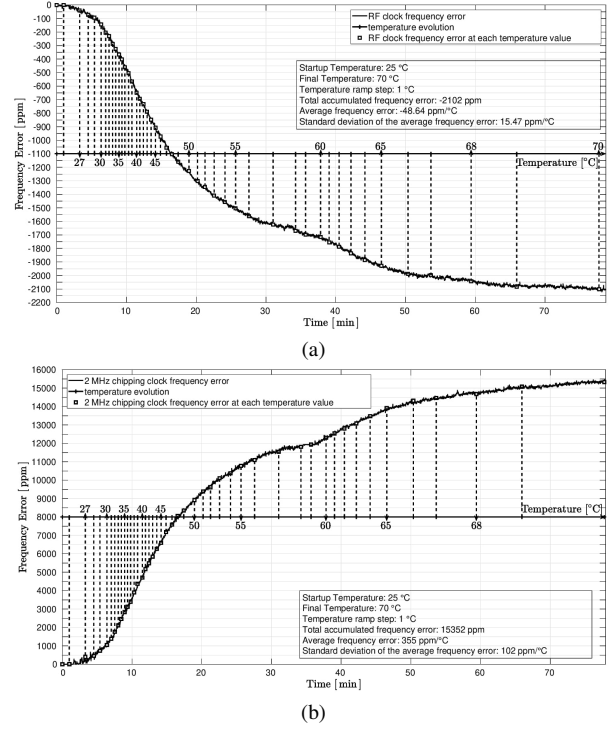 RF clock frequency error
temperature evolution
RF clock frequency error at each temperature value
Startup Temperature: 25 °C
Final Temperature: 70 °C
Temperature ramp step: 1 °C
Total accumulated frequency error: -2102 ppm
Average frequency error: -48.64 ppm/°C
Standard deviation of the average frequency error: 15.47 ppm/°C
Frequency Error [ppm]
0
-100
-200
-300
-400
-500
-600
-700
-800
-900
-1000
-1100
-1200
-1300
-1400
-1500
-1600
-1700
-1800
-1900
-2000
-2100
-2200
50 55 60 65 68 70
27 30 35 40 45
Temperature [°C]
0 10 20 30 40 50 60 70
Time [min]
(a)
2 MHz chipping clock frequency error
temperature evolution
2 MHz chipping clock frequency error at each temperature value
Frequency Error [ppm]
16000
15000
14000
13000
12000
11000
10000
9000
8000
7000
6000
5000
4000
3000
2000
1000
0
27 30 35 40 45
Temperature [°C]
50 55 60 65 68
Startup Temperature: 25 °C
Final Temperature: 70 °C
Temperature ramp step: 1 °C
Total accumulated frequency error: 15352 ppm
Average frequency error: 355 ppm/°C
Standard deviation of the average frequency error: 102 ppm/°C
0 10 20 30 40 50 60 70
Time [min]
(b)